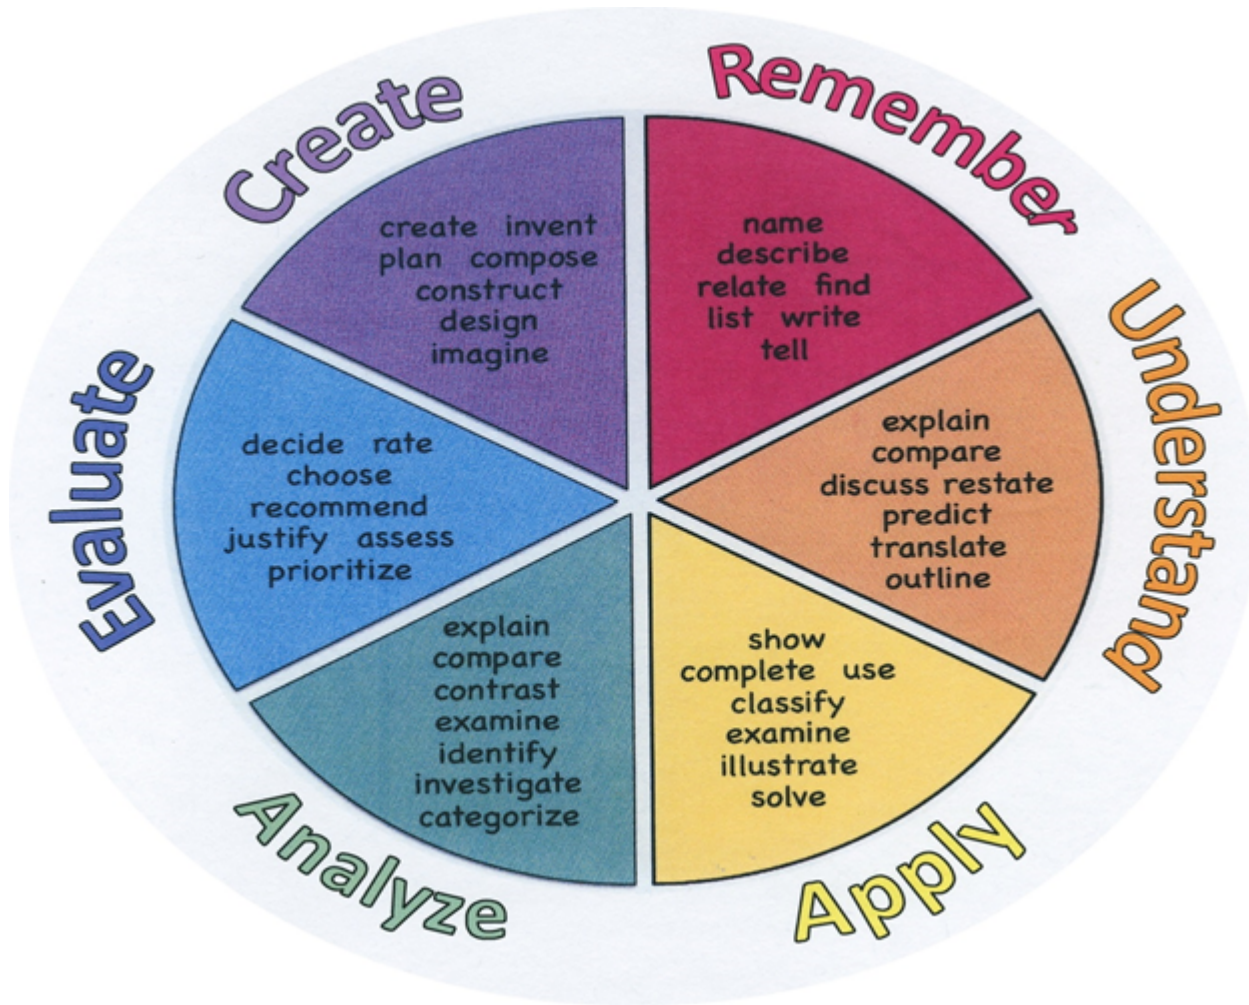 Remember
name
describe
relate find
list write
tell
Understand
explain
compare
discuss restate
predict
translate
outline
Apply
show
complete use
classify
examine
illustrate
solve
Analyze
explain
compare
contrast
examine
identify
investigate
categorize
Evaluate
decide rate
choose
recommend
justify assess
prioritize
Create
create invent
plan compose
construct
design
imagine